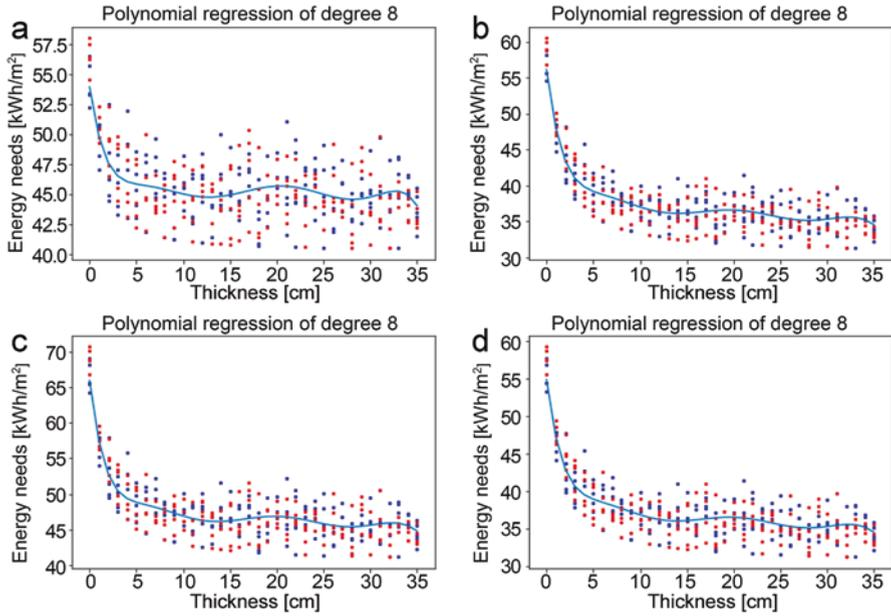 a
Polynomial regression of degree 8
Energy needs [kWh/m²]
57.5
55.0
52.5
50.0
47.5
45.0
42.5
40.0
0 5 10 15 20 25 30 35
Thickness [cm]
b
Polynomial regression of degree 8
Energy needs [kWh/m²]
60
55
50
45
40
35
30
0 5 10 15 20 25 30 35
Thickness [cm]
c
Polynomial regression of degree 8
Energy needs [kWh/m²]
70
65
60
55
50
45
40
0 5 10 15 20 25 30 35
Thickness [cm]
d
Polynomial regression of degree 8
Energy needs [kWh/m²]
60
55
50
45
40
35
30
0 5 10 15 20 25 30 35
Thickness [cm]